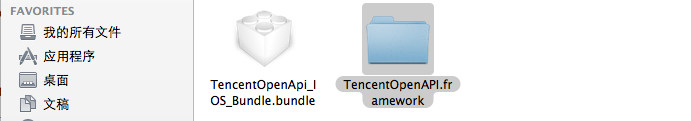 FAVORITES
我的所有文件
应用程序
桌面
文稿
TencentOpenApi_I
OS_Bundle.bundle
TencentOpenAPI.fr
amework